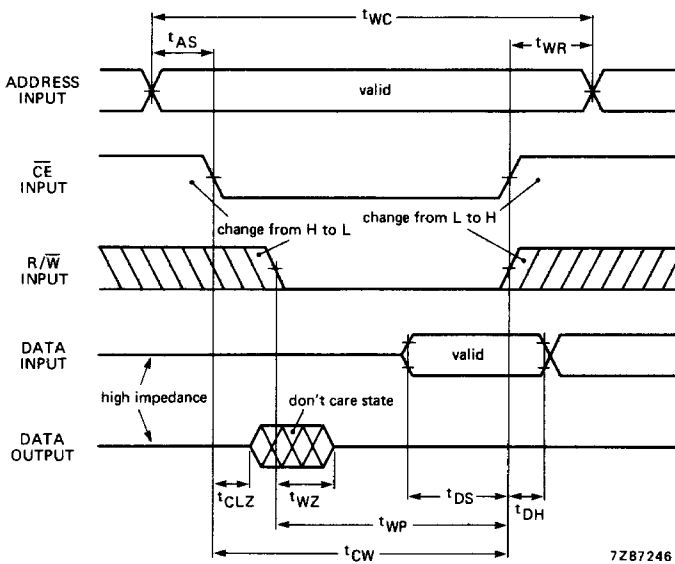 tWC
tAS
tWR
ADDRESS
INPUT
valid
CE
INPUT
change from H to L
change from L to H
R/W
INPUT
DATA
INPUT
valid
high impedance
don't care state
DATA
OUTPUT
tCLZ
tWZ
tDS
tDH
tWP
tCW
7Z87246